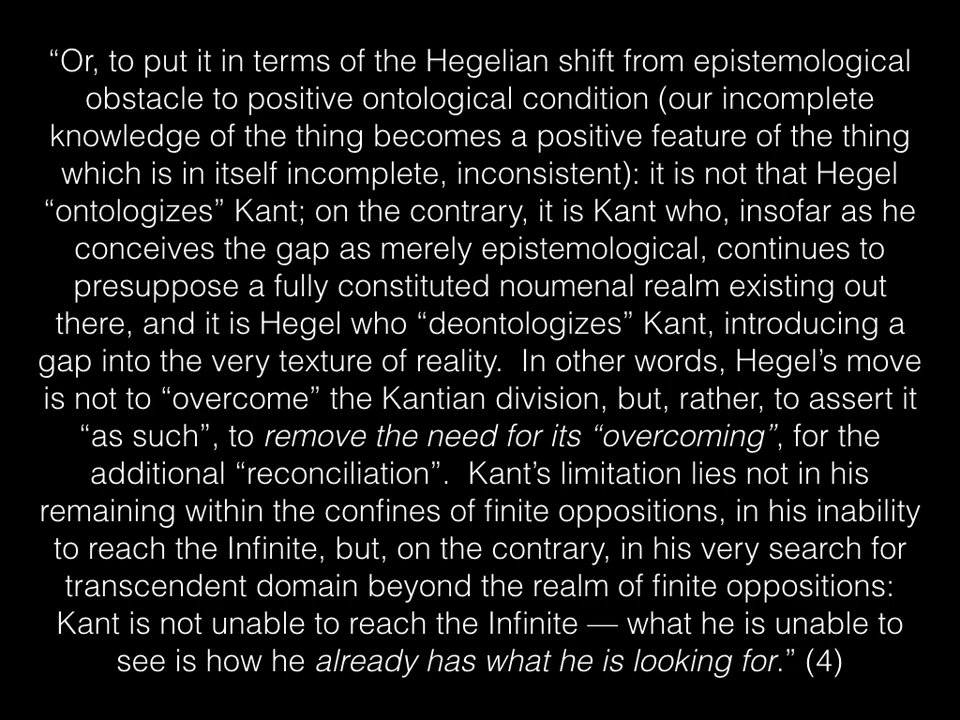 “Or, to put it in terms of the Hegelian shift from epistemological
obstacle to positive ontological condition (our incomplete
knowledge of the thing becomes a positive feature of the thing
which is in itself incomplete, inconsistent): it is not that Hegel
“ontologizes” Kant; on the contrary, it is Kant who, insofar as he
conceives the gap as merely epistemological, continues to
presuppose a fully constituted noumenal realm existing out
there, and it is Hegel who “deontologizes” Kant, introducing a
gap into the very texture of reality.  In other words, Hegel’s move
is not to “overcome” the Kantian division, but, rather, to assert it
“as such”, to remove the need for its “overcoming”, for the
additional “reconciliation”.  Kant’s limitation lies not in his
remaining within the confines of finite oppositions, in his inability
to reach the Infinite, but, on the contrary, in his very search for
transcendent domain beyond the realm of finite oppositions:
Kant is not unable to reach the Infinite — what he is unable to
see is how he already has what he is looking for.” (4)